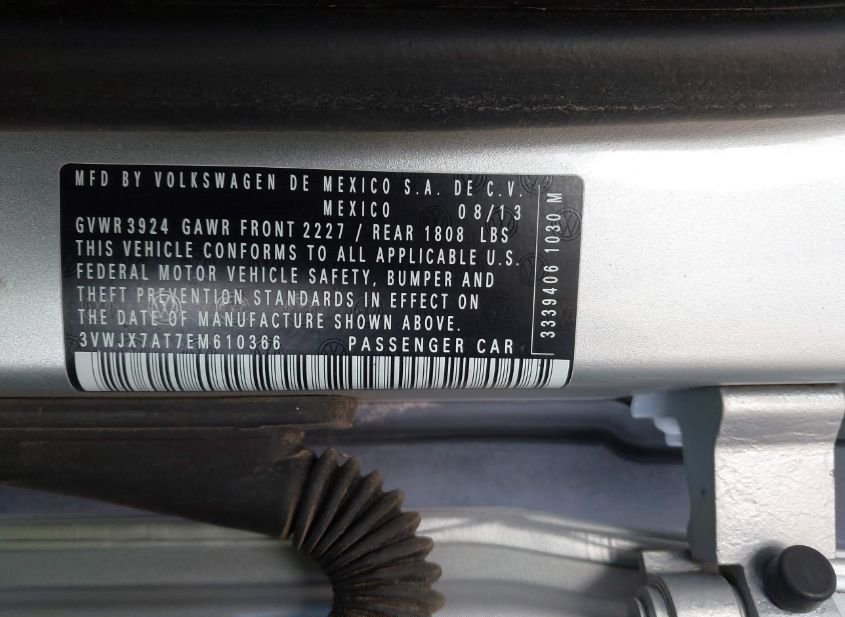 MFD BY VOLKSWAGEN DE MEXICO S.A. DE C.V.
MEXICO 08/13
GVWR 3924 GAWR FRONT 2227 / REAR 1808 LBS
THIS VEHICLE CONFORMS TO ALL APPLICABLE U.S.
FEDERAL MOTOR VEHICLE SAFETY, BUMPER AND
THEFT PREVENTION STANDARDS IN EFFECT ON
THE DATE OF MANUFACTURE SHOWN ABOVE.
3VWJX7AT7EM610366 PASSENGER CAR
3339406 1030 M